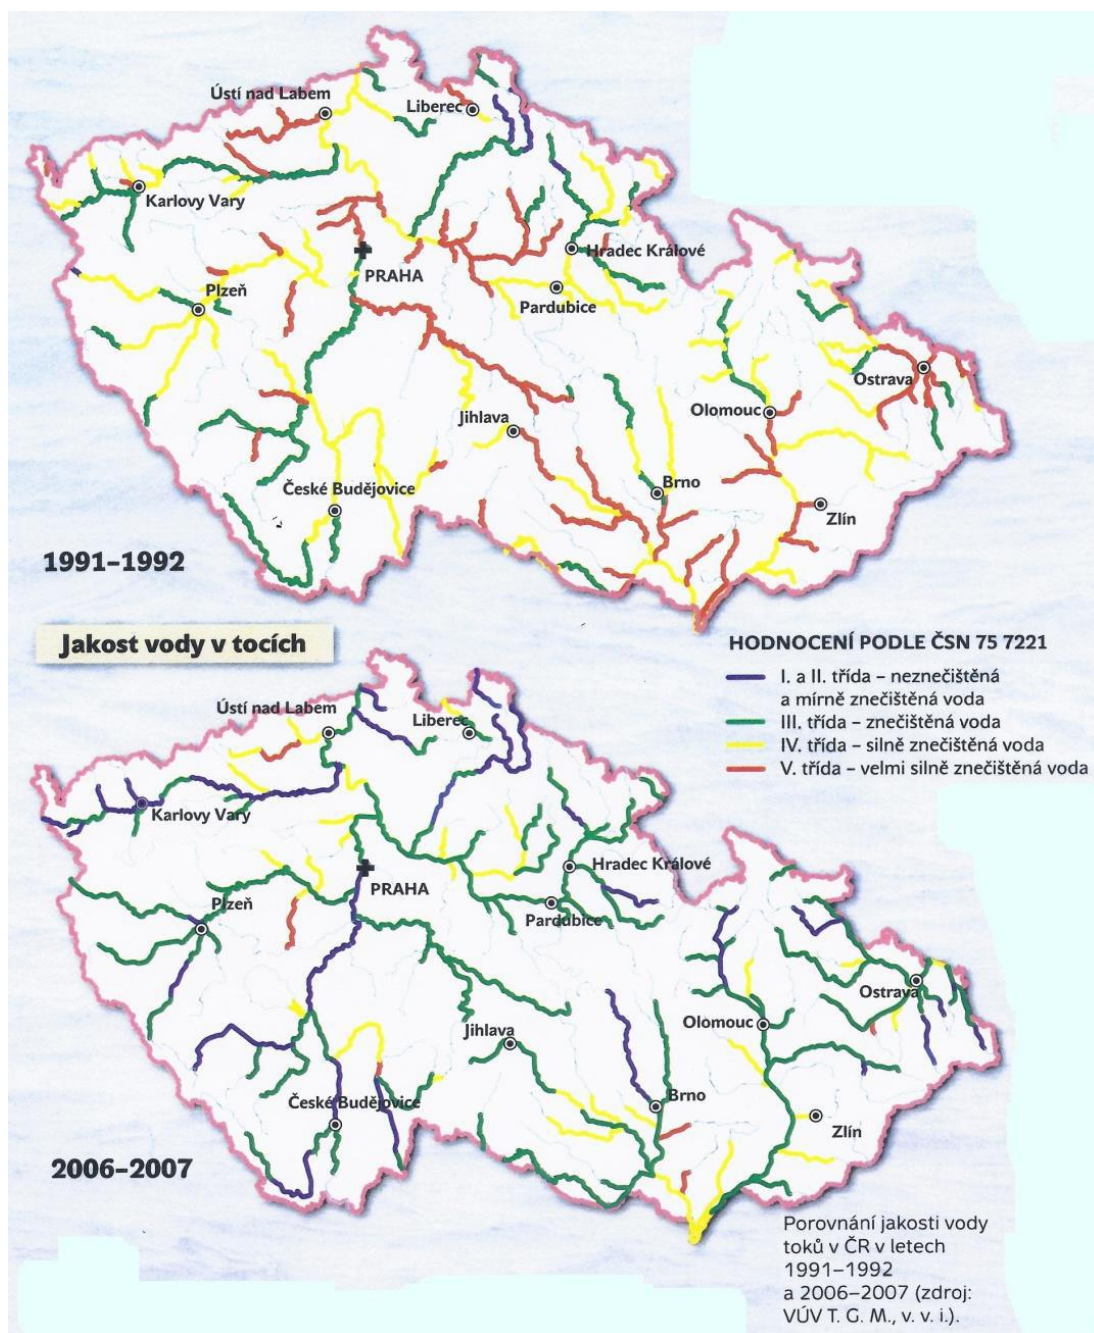 Ústí nad Labem
Liberec
Karlovy Vary
PRAHA
Hradec Králové
Plzeň
Pardubice
Ostrava
Olomouc
Jihlava
Brno
České Budějovice
Zlín
1991–1992
Jakost vody v tocích
HODNOCENÍ PODLE ČSN 75 7221
I. a II. třída – neznečištěná
a mírně znečištěná voda
III. třída – znečištěná voda
IV. třída – silně znečištěná voda
V. třída – velmi silně znečištěná voda
Ústí nad Labem
Liberec
Karlovy Vary
Hradec Králové
PRAHA
Plzeň
Pardubice
Ostrava
Olomouc
Jihlava
Brno
České Budějovice
Zlín
2006–2007
Porovnání jakosti vody
toků v ČR v letech
1991–1992
a 2006–2007 (zdroj:
VÚV T. G. M., v. v. i.).